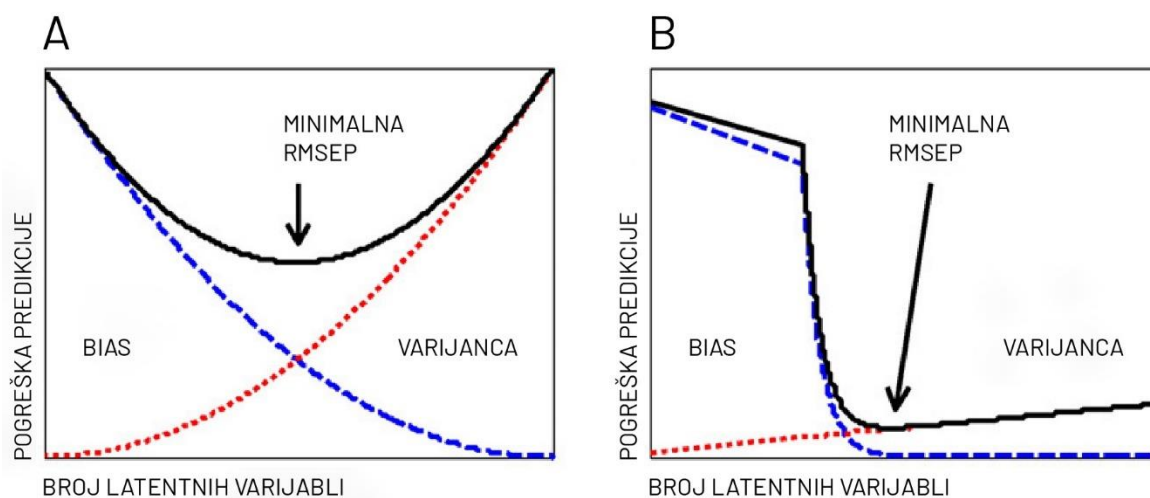 A
MINIMALNA
RMSEP
POGREŠKA PREDIKCIJE
BIAS
VARIJANCA
BROJ LATENTNIH VARIJABLI
B
MINIMALNA
RMSEP
POGREŠKA PREDIKCIJE
BIAS
VARIJANCA
BROJ LATENTNIH VARIJABLI